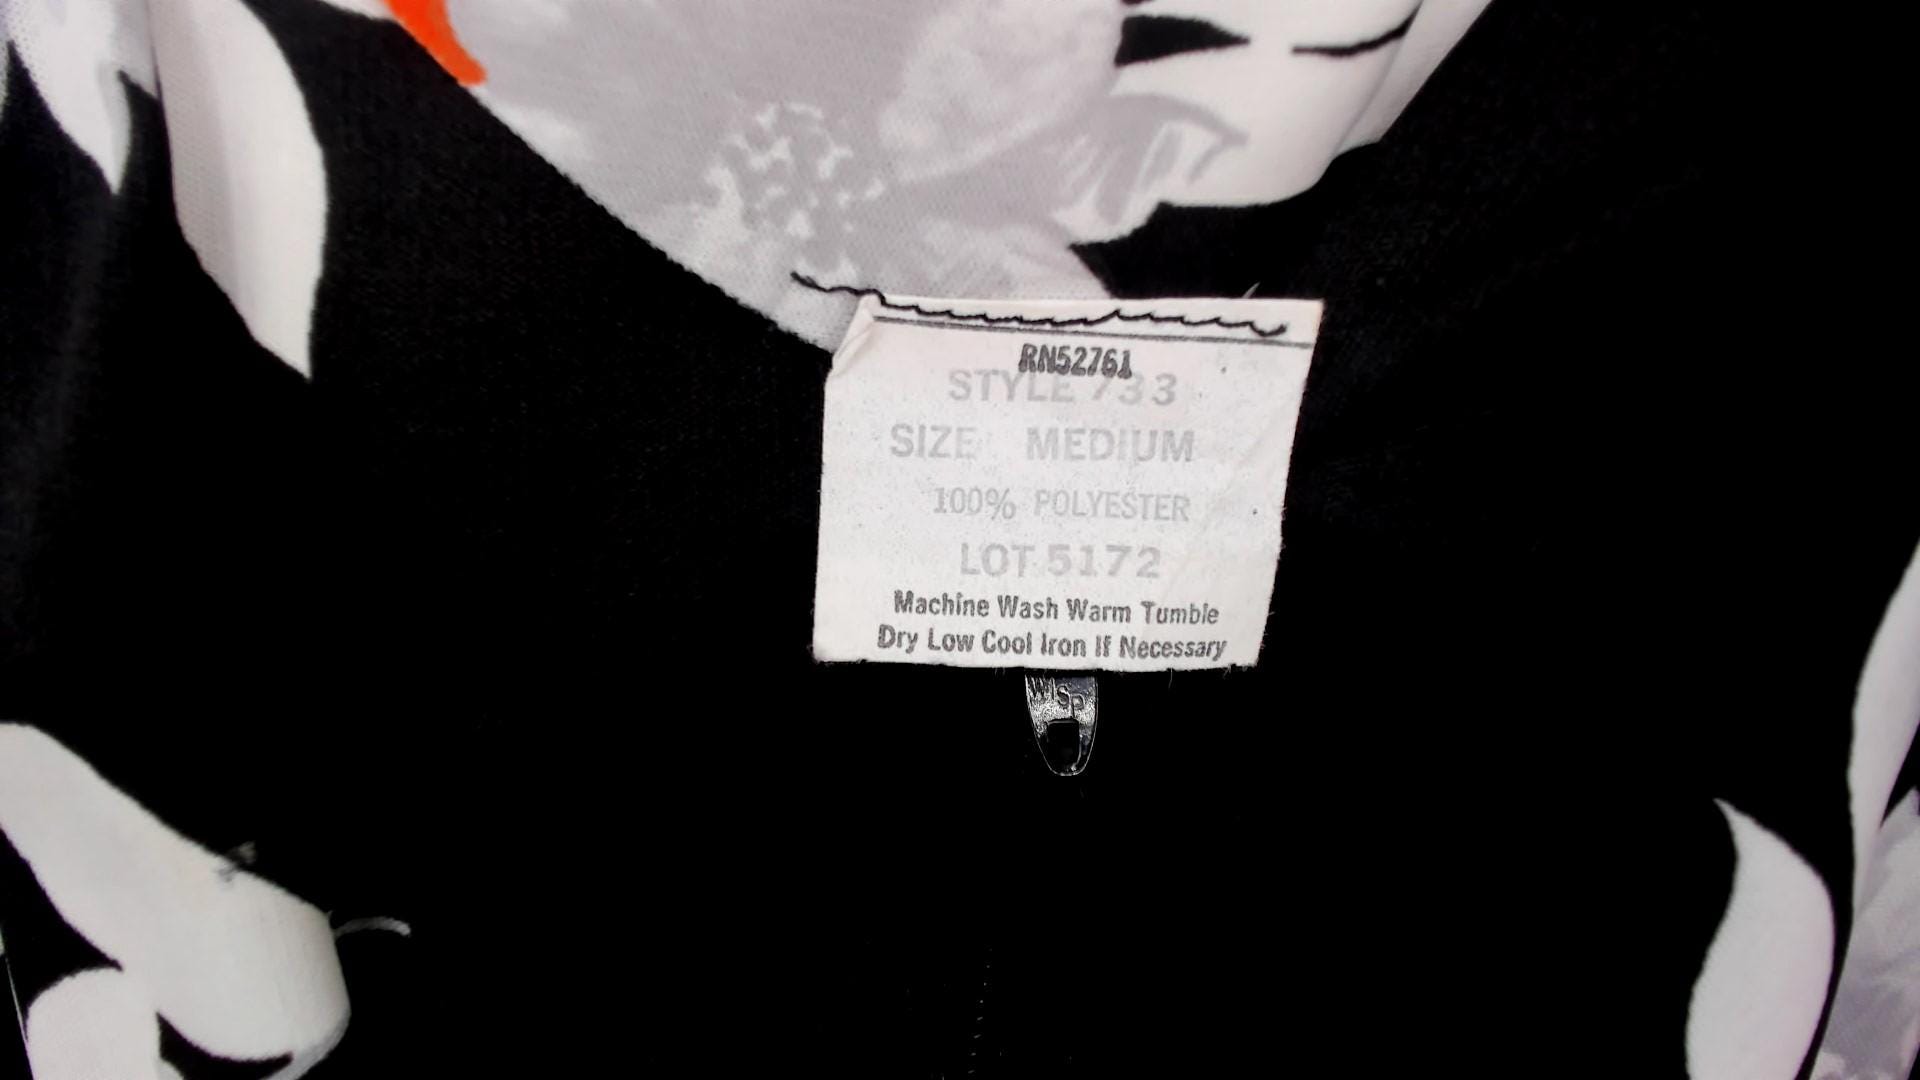 RN52761
STYLE 733
SIZE MEDIUM
100% POLYESTER
LOT 5172
Machine Wash Warm Tumble
Dry Low Cool Iron If Necessary
Wisp